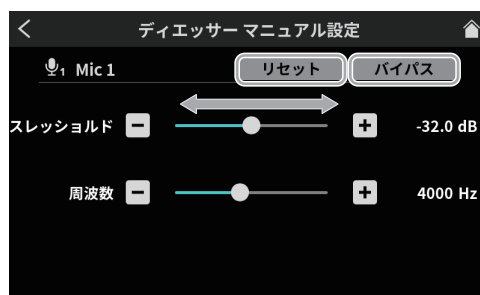 ディエッサー マニュアル設定
1 Mic 1
リセット
バイパス
スレッショルド
-32.0 dB
周波数
4000 Hz